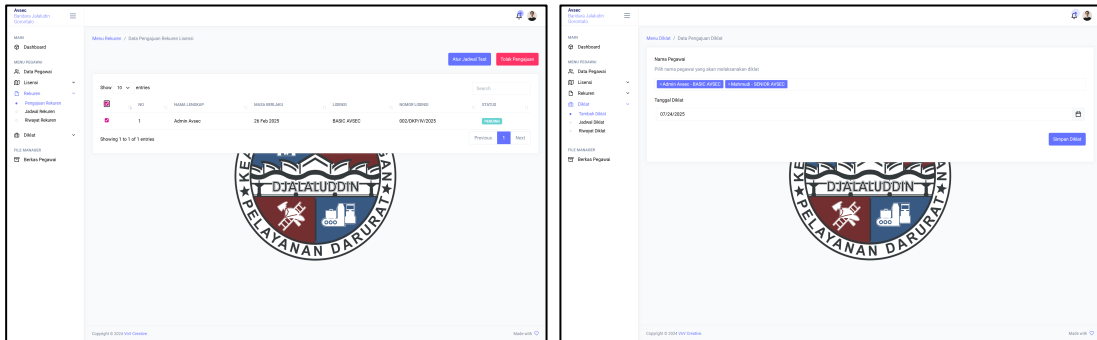 Avsec
Bandara Jalaludin
Gorontalo
MAIN
Dashboard
MENU PEGAWAI
Data Pegawai
Lisensi
Rekuren
Pengajuan Rekuren
Jadwal Rekuren
Riwayat Rekuren
Diklat
FILE MANAGER
Berkas Pegawai
Menu Rekuren / Data Pengajuan Rekuren Lisensi
Atur Jadwal Test
Tolak Pengajuan
Show 10 entries
Search
NO NAMA LENGKAP MASA BERLAKU LISENSI NOMOR LISENSI STATUS
1 Admin Avsec 26 Feb 2025 BASIC AVSEC 002/DKP/IV/2025 PENDING
Showing 1 to 1 of 1 entries
Previous 1 Next
DJALALUDDIN
PELAYANAN DARURAT
Copyright © 2024 VnV Creative.
Made with
Avsec
Bandara Jalaludin
Gorontalo
MAIN
Dashboard
MENU PEGAWAI
Data Pegawai
Lisensi
Rekuren
Diklat
Tambah Diklat
Jadwal Diklat
Riwayat Diklat
FILE MANAGER
Berkas Pegawai
Menu Diklat / Data Pengajuan Diklat
Nama Pegawai
Pilih nama pegawai yang akan melaksanakan diklat
× Admin Avsec - BASIC AVSEC × Mahmudi - SENIOR AVSEC
Tanggal Diklat
07/24/2025
Simpan Diklat
DJALALUDDIN
PELAYANAN DARURAT
Copyright © 2024 VnV Creative.
Made with